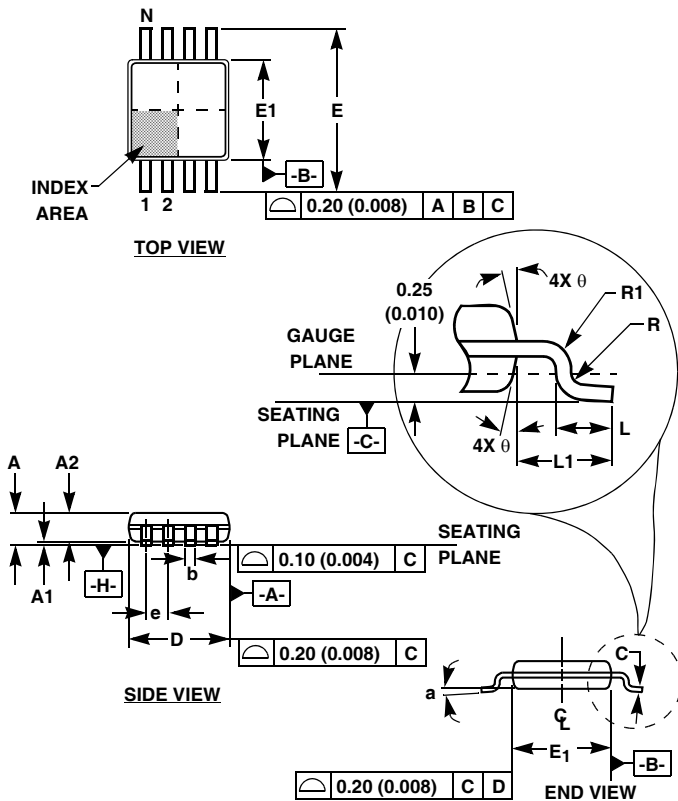 N
E1
E
-B-
INDEX
AREA
1 2
0.20 (0.008) A B C
TOP VIEW
0.25
(0.010)
4X θ
R1
R
GAUGE
PLANE
SEATING
PLANE
-C-
4X θ
L
L1
A A2
SEATING
PLANE
0.10 (0.004) C
-H-
b
A1
e
-A-
D
0.20 (0.008) C
SIDE VIEW
C
a
CL
E1
-B-
0.20 (0.008) C D
END VIEW